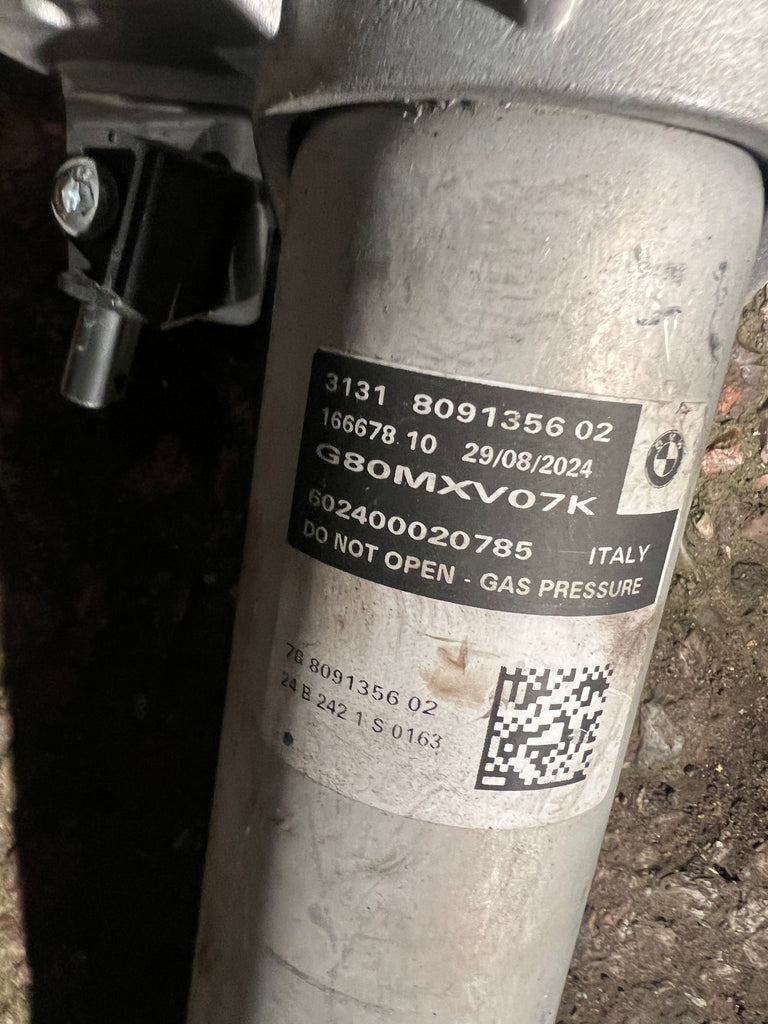 3131 8091356 02
166678.10 29/08/2024
G80MXV07K
602400020785 ITALY
DO NOT OPEN - GAS PRESSURE
7B 8091356 02
24 B 242 1 S 0163